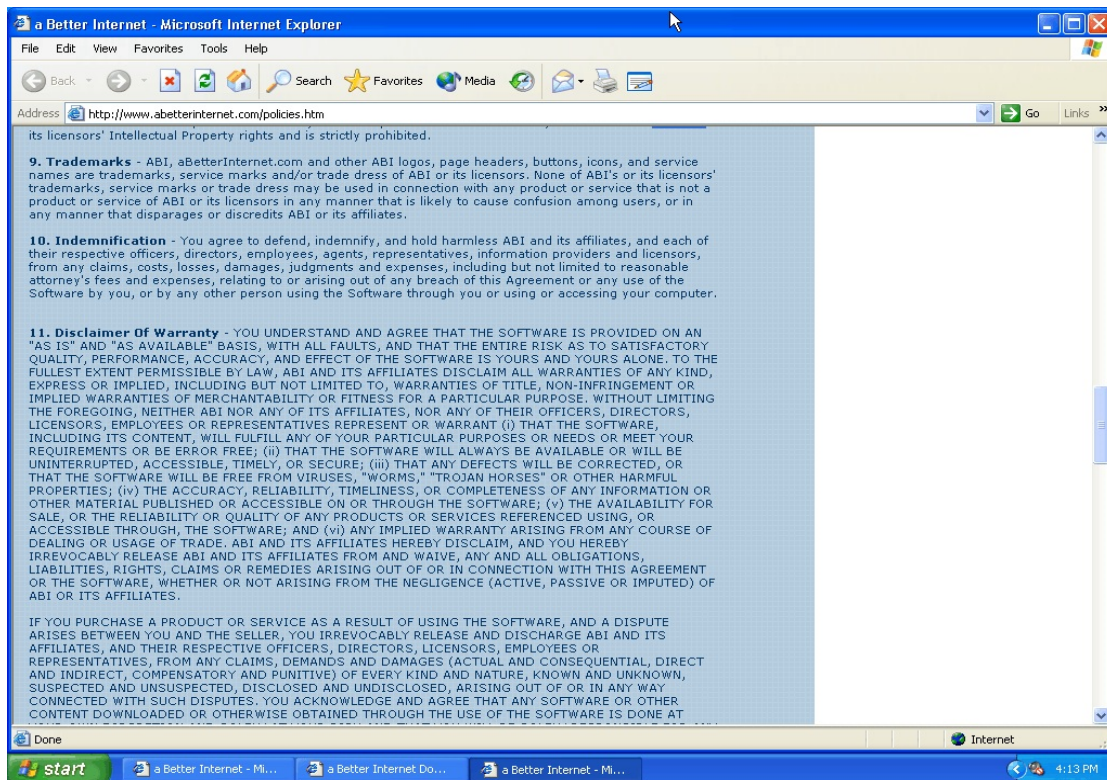 a Better Internet - Microsoft Internet Explorer
File Edit View Favorites Tools Help
Back Search Favorites Media
Address http://www.abetterinternet.com/policies.htm Go Links »
its licensors' Intellectual Property rights and is strictly prohibited.
9. Trademarks - ABI, aBetterInternet.com and other ABI logos, page headers, buttons, icons, and service
names are trademarks, service marks and/or trade dress of ABI or its licensors. None of ABI's or its licensors'
trademarks, service marks or trade dress may be used in connection with any product or service that is not a
product or service of ABI or its licensors in any manner that is likely to cause confusion among users, or in
any manner that disparages or discredits ABI or its affiliates.
10. Indemnification - You agree to defend, indemnify, and hold harmless ABI and its affiliates, and each of
their respective officers, directors, employees, agents, representatives, information providers and licensors,
from any claims, costs, losses, damages, judgments and expenses, including but not limited to reasonable
attorney's fees and expenses, relating to or arising out of any breach of this Agreement or any use of the
Software by you, or by any other person using the Software through you or using or accessing your computer.
11. Disclaimer Of Warranty - YOU UNDERSTAND AND AGREE THAT THE SOFTWARE IS PROVIDED ON AN
"AS IS" AND "AS AVAILABLE" BASIS, WITH ALL FAULTS, AND THAT THE ENTIRE RISK AS TO SATISFACTORY
QUALITY, PERFORMANCE, ACCURACY, AND EFFECT OF THE SOFTWARE IS YOURS AND YOURS ALONE. TO THE
FULLEST EXTENT PERMISSIBLE BY LAW, ABI AND ITS AFFILIATES DISCLAIM ALL WARRANTIES OF ANY KIND,
EXPRESS OR IMPLIED, INCLUDING BUT NOT LIMITED TO, WARRANTIES OF TITLE, NON-INFRINGEMENT OR
IMPLIED WARRANTIES OF MERCHANTABILITY OR FITNESS FOR A PARTICULAR PURPOSE. WITHOUT LIMITING
THE FOREGOING, NEITHER ABI NOR ANY OF ITS AFFILIATES, NOR ANY OF THEIR OFFICERS, DIRECTORS,
LICENSORS, EMPLOYEES OR REPRESENTATIVES REPRESENT OR WARRANT (i) THAT THE SOFTWARE,
INCLUDING ITS CONTENT, WILL FULFILL ANY OF YOUR PARTICULAR PURPOSES OR NEEDS OR MEET YOUR
REQUIREMENTS OR BE ERROR FREE; (ii) THAT THE SOFTWARE WILL ALWAYS BE AVAILABLE OR WILL BE
UNINTERRUPTED, ACCESSIBLE, TIMELY, OR SECURE; (iii) THAT ANY DEFECTS WILL BE CORRECTED, OR
THAT THE SOFTWARE WILL BE FREE FROM VIRUSES, "WORMS," "TROJAN HORSES" OR OTHER HARMFUL
PROPERTIES; (iv) THE ACCURACY, RELIABILITY, TIMELINESS, OR COMPLETENESS OF ANY INFORMATION OR
OTHER MATERIAL PUBLISHED OR ACCESSIBLE ON OR THROUGH THE SOFTWARE; (v) THE AVAILABILITY FOR
SALE, OR THE RELIABILITY OR QUALITY OF ANY PRODUCTS OR SERVICES REFERENCED USING, OR
ACCESSIBLE THROUGH, THE SOFTWARE; AND (vi) ANY IMPLIED WARRANTY ARISING FROM ANY COURSE OF
DEALING OR USAGE OF TRADE. ABI AND ITS AFFILIATES HEREBY DISCLAIM, AND YOU HEREBY
IRREVOCABLY RELEASE ABI AND ITS AFFILIATES FROM AND WAIVE, ANY AND ALL OBLIGATIONS,
LIABILITIES, RIGHTS, CLAIMS OR REMEDIES ARISING OUT OF OR IN CONNECTION WITH THIS AGREEMENT
OR THE SOFTWARE, WHETHER OR NOT ARISING FROM THE NEGLIGENCE (ACTIVE, PASSIVE OR IMPUTED) OF
ABI OR ITS AFFILIATES.
IF YOU PURCHASE A PRODUCT OR SERVICE AS A RESULT OF USING THE SOFTWARE, AND A DISPUTE
ARISES BETWEEN YOU AND THE SELLER, YOU IRREVOCABLY RELEASE AND DISCHARGE ABI AND ITS
AFFILIATES, AND THEIR RESPECTIVE OFFICERS, DIRECTORS, LICENSORS, EMPLOYEES OR
REPRESENTATIVES, FROM ANY CLAIMS, DEMANDS AND DAMAGES (ACTUAL AND CONSEQUENTIAL, DIRECT
AND INDIRECT, COMPENSATORY AND PUNITIVE) OF EVERY KIND AND NATURE, KNOWN AND UNKNOWN,
SUSPECTED AND UNSUSPECTED, DISCLOSED AND UNDISCLOSED, ARISING OUT OF OR IN ANY WAY
CONNECTED WITH SUCH DISPUTES. YOU ACKNOWLEDGE AND AGREE THAT ANY SOFTWARE OR OTHER
CONTENT DOWNLOADED OR OTHERWISE OBTAINED THROUGH THE USE OF THE SOFTWARE IS DONE AT
Done Internet
start a Better Internet - Mi... a Better Internet Do... a Better Internet - Mi... 4:13 PM